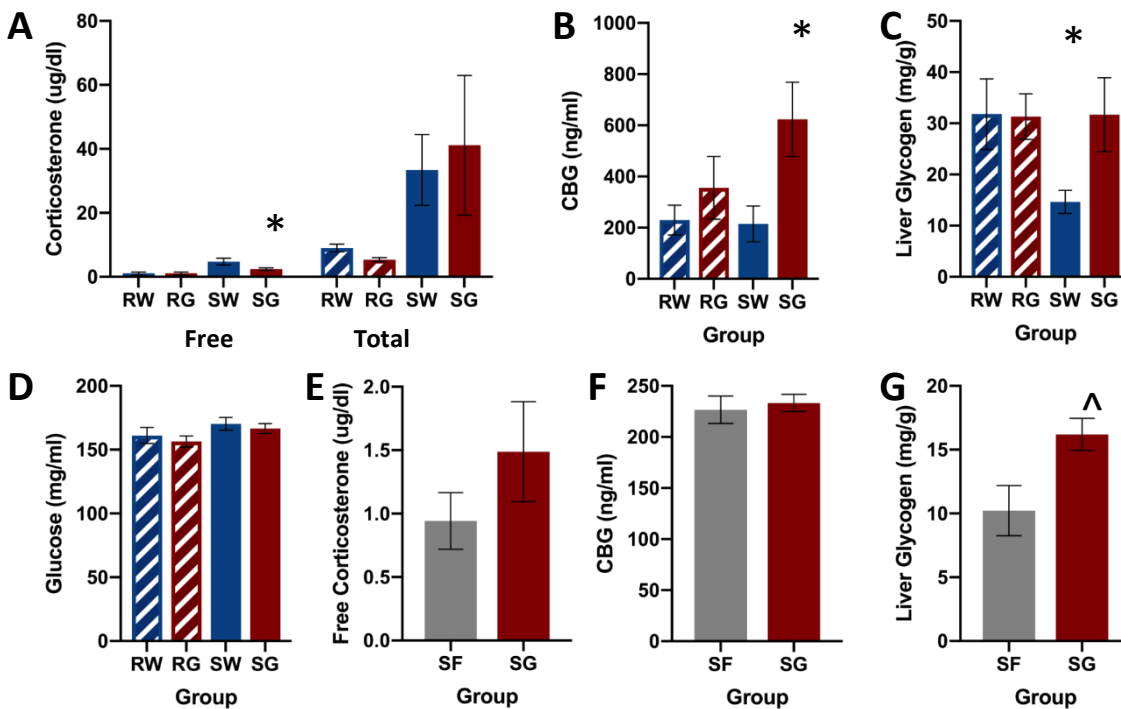 A
Corticosterone (ug/dl)
80
60
40
20
0
*
RW RG SW SG RW RG SW SG
Free Total
B
CBG (ng/ml)
1000
800
600
400
200
0
*
RW RG SW SG
Group
C
Liver Glycogen (mg/g)
50
40
30
20
10
0
*
RW RG SW SG
Group
D
Glucose (mg/ml)
200
150
100
50
0
RW RG SW SG
Group
E
Free Corticosterone (ug/dl)
2.0
1.5
1.0
0.5
0.0
SF SG
Group
F
CBG (ng/ml)
250
200
150
100
50
0
SF SG
Group
G
Liver Glycogen (mg/g)
20
15
10
5
0
^
SF SG
Group